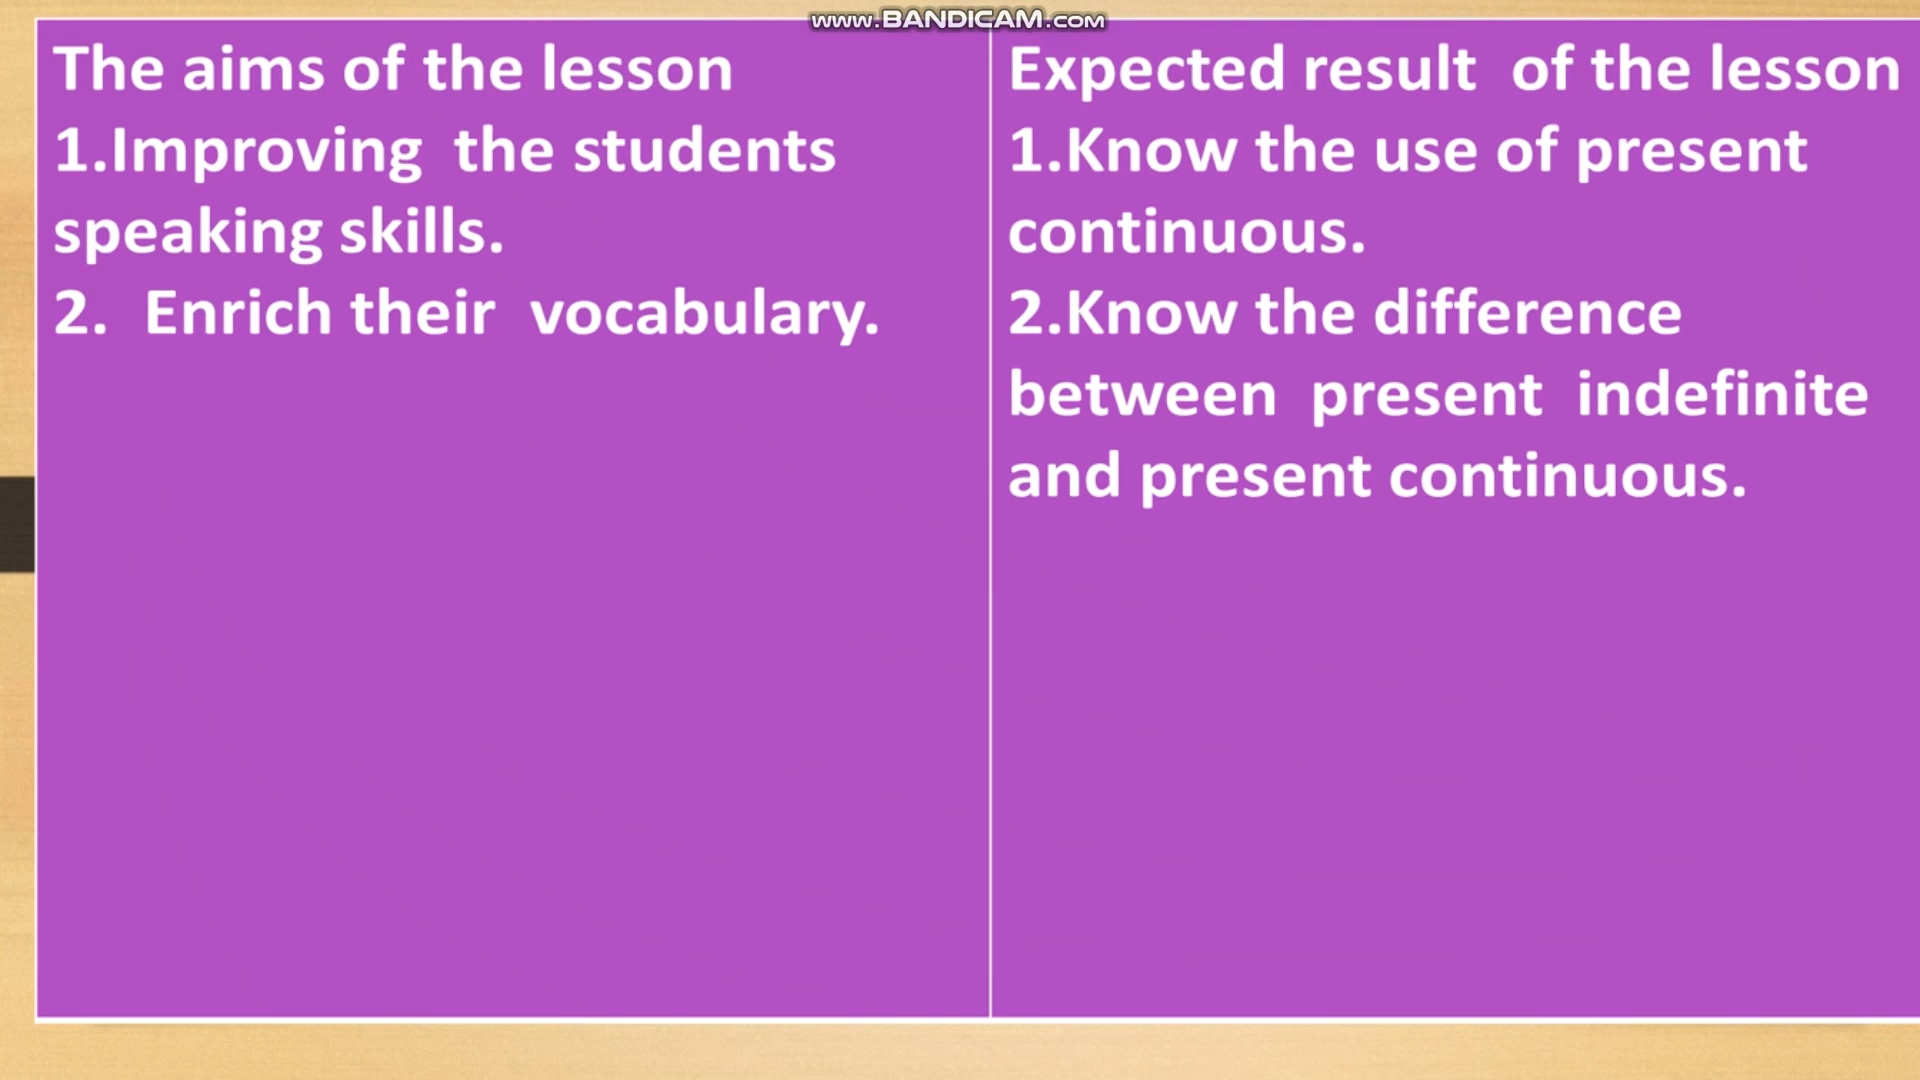 www.BANDICAM.com
The aims of the lesson
1.Improving  the students
speaking skills.
2.  Enrich their  vocabulary.
Expected result  of the lesson
1.Know the use of present
continuous.
2.Know the difference
between  present  indefinite
and present continuous.